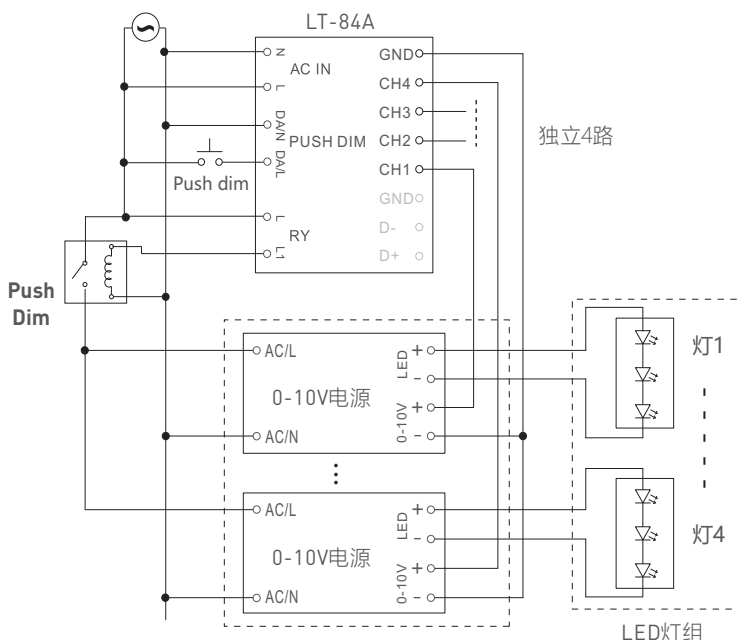 LT-84A
N
AC IN
L
DA/N
PUSH DIM
DA/L
Push dim
L
RY
L1
GND
CH4
CH3
CH2
CH1
GND
D-
D+
独立4路
Push
Dim
AC/L
0-10V电源
AC/N
LED
+
-
0-10V
+
-
AC/L
0-10V电源
AC/N
LED
+
-
0-10V
+
-
灯1
灯4
LED灯组